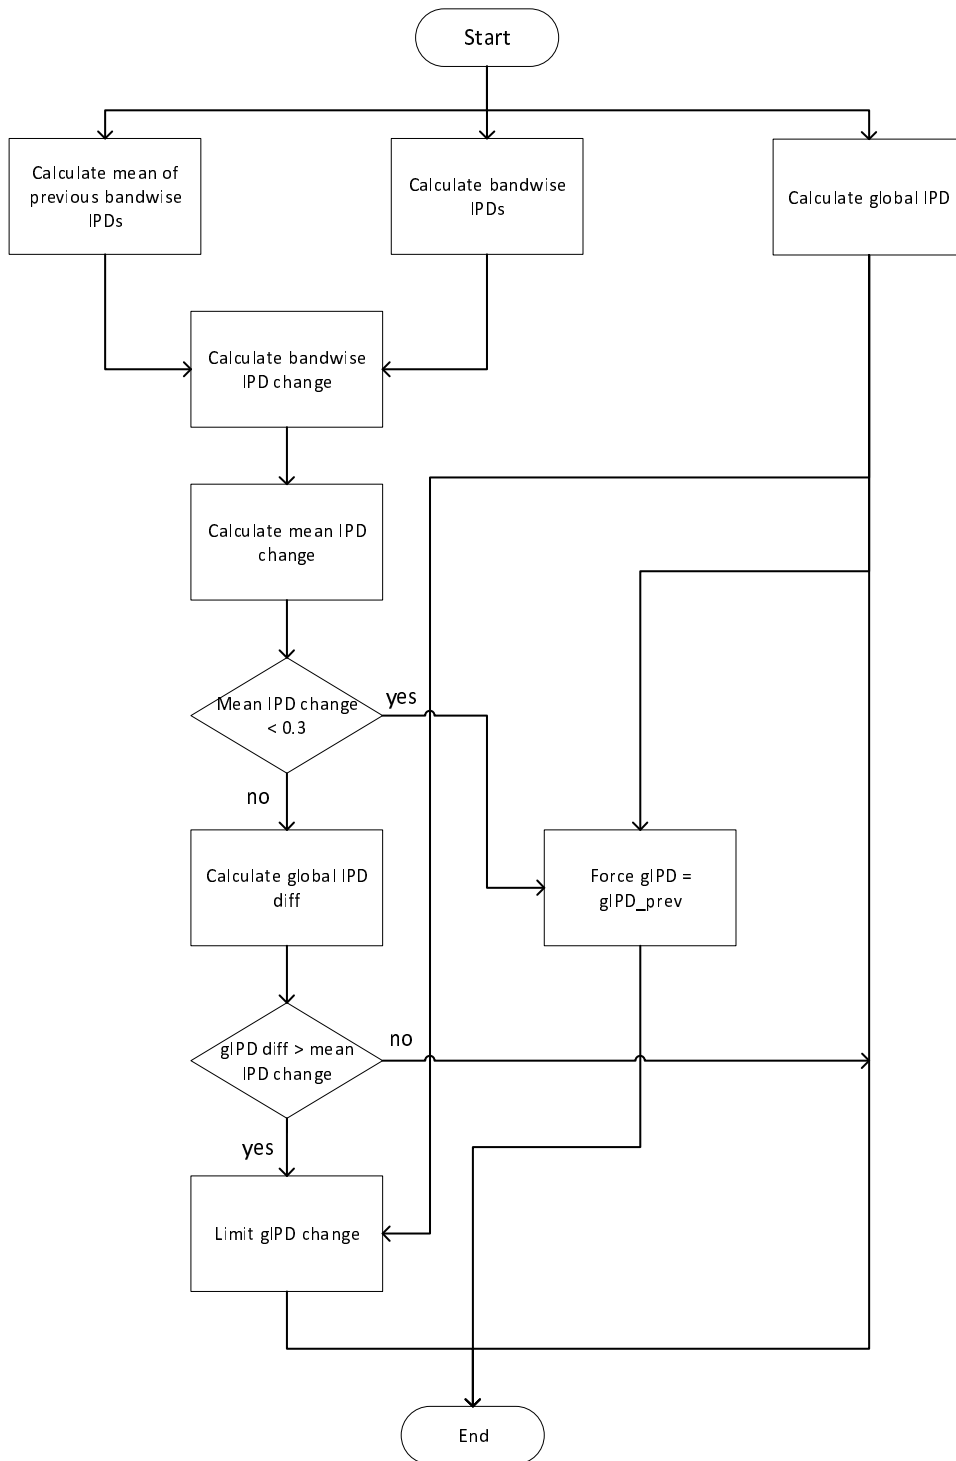 Start
Calculate mean of
previous bandwise
IPDs
Calculate bandwise
IPDs
Calculate global IPD
Calculate bandwise
IPD change
Calculate mean IPD
change
Mean IPD change
< 0.3
yes
no
Calculate global IPD
diff
Force gIPD =
gIPD_prev
gIPD diff > mean
IPD change
no
yes
Limit gIPD change
End